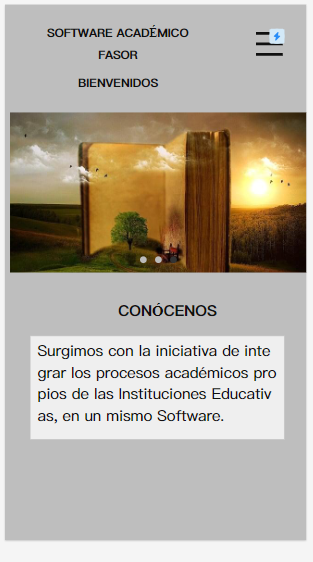 SOFTWARE ACADÉMICO
FASOR
BIENVENIDOS
CONÓCENOS
Surgimos con la iniciativa de inte
grar los procesos académicos pro
pios de las Instituciones Educativ
as, en un mismo Software.